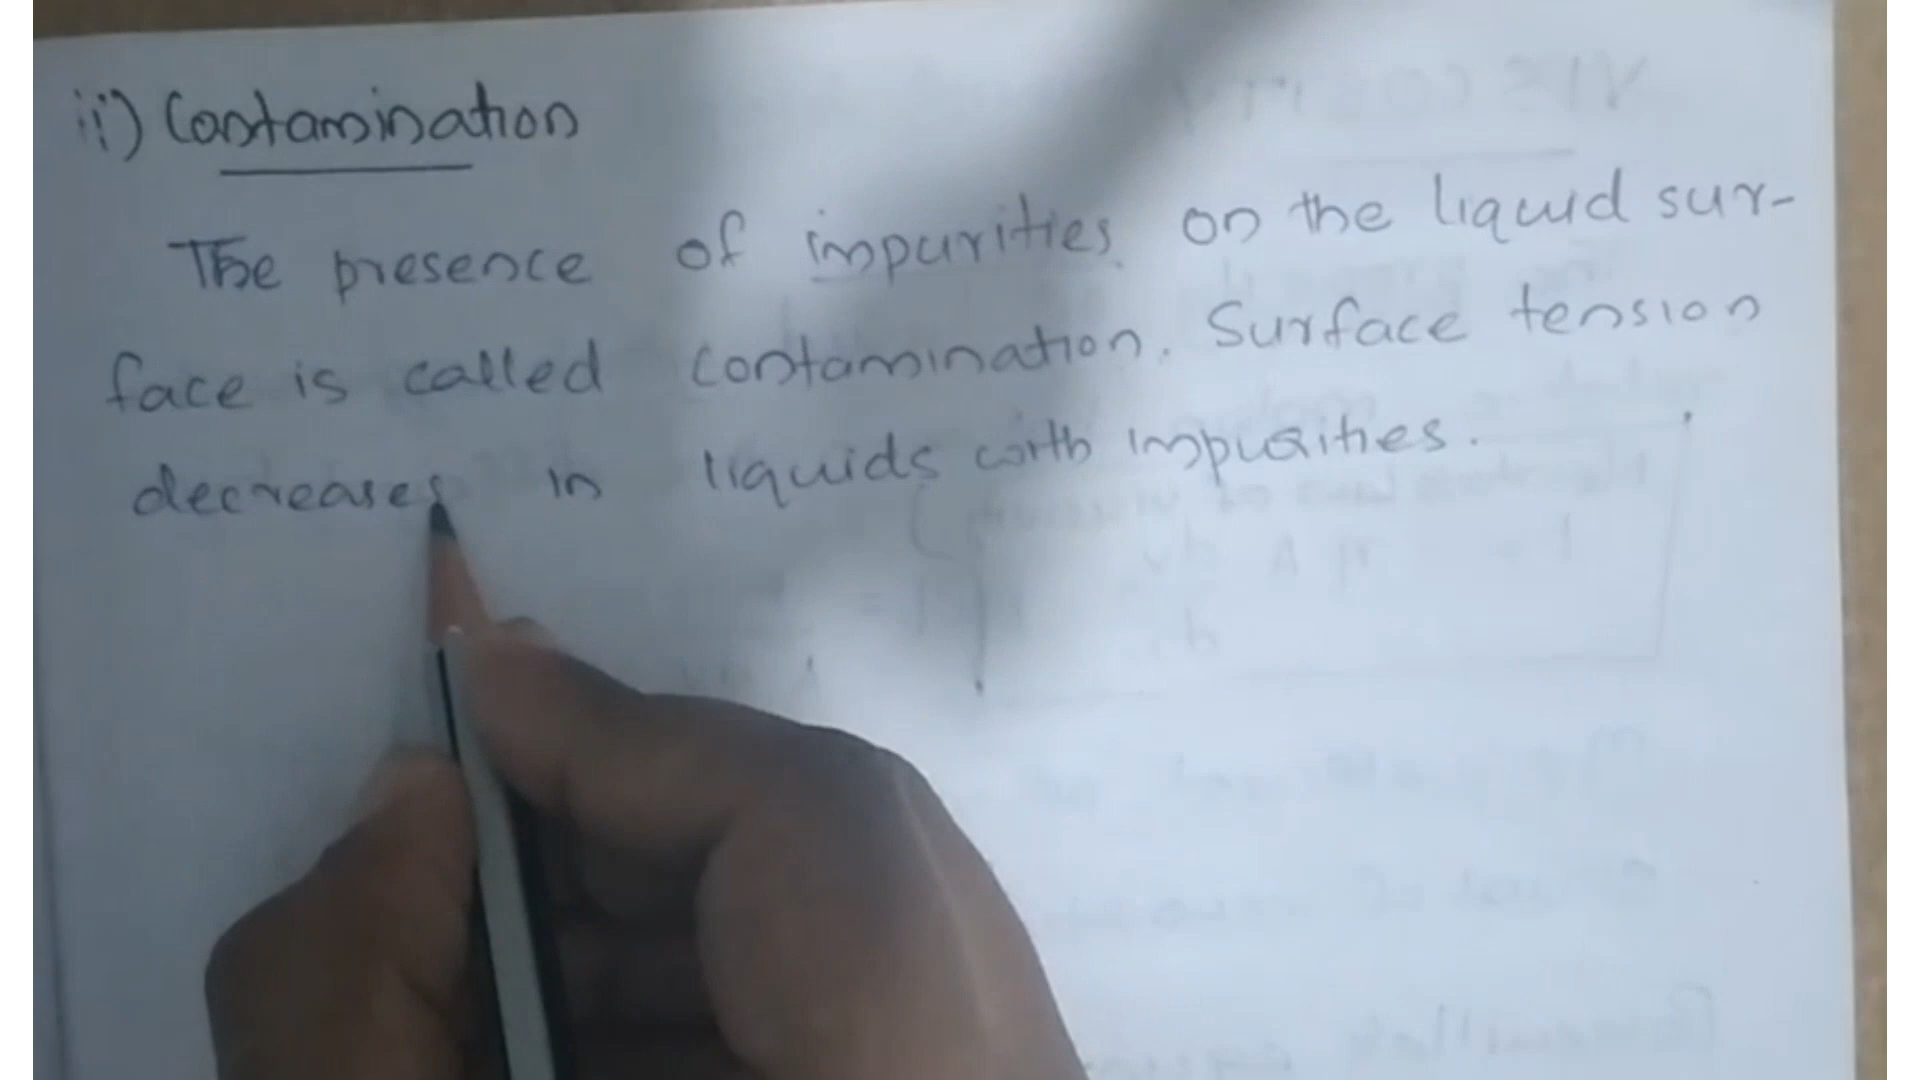 ii) Contamination
The presence of impurities on the liquid sur-
face is called contamination. Surface tension
decreases in liquids with impurities.